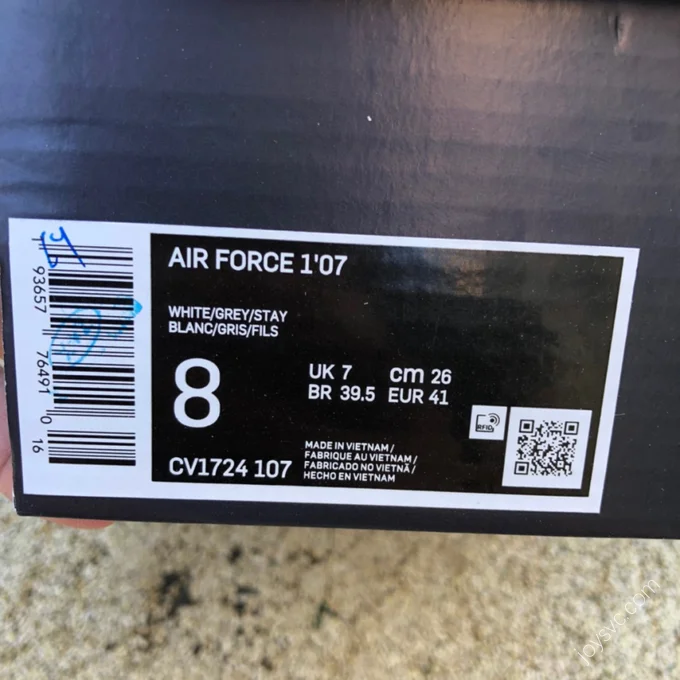 AIR FORCE 1'07
WHITE/GREY/STAY
BLANC/GRIS/FILS
8
UK 7 cm 26
BR 39.5 EUR 41
CV1724 107
MADE IN VIETNAM /
FABRIQUE AU VIETNAM /
FABRICADO NO VIETNÃ /
HECHO EN VIETNAM
RFID
93657 76491 0 16
joysvc.com